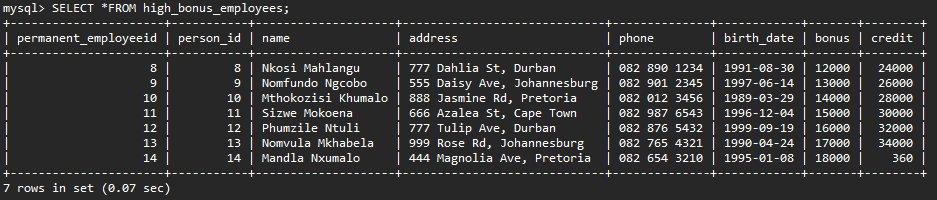 mysql> SELECT *FROM high_bonus_employees;
+----------------------+-----------+-------------------+-----------------------------+--------------+------------+-------+--------+
| permanent_employeeid | person_id | name              | address                     | phone        | birth_date | bonus | credit |
+----------------------+-----------+-------------------+-----------------------------+--------------+------------+-------+--------+
|                    8 |         8 | Nkosi Mahlangu    | 777 Dahlia St, Durban       | 082 890 1234 | 1991-08-30 | 12000 |  24000 |
|                    9 |         9 | Nomfundo Ngcobo   | 555 Daisy Ave, Johannesburg | 082 901 2345 | 1997-06-14 | 13000 |  26000 |
|                   10 |        10 | Mthokozisi Khumalo | 888 Jasmine Rd, Pretoria    | 082 012 3456 | 1989-03-29 | 14000 |  28000 |
|                   11 |        11 | Sizwe Mokoena     | 666 Azalea St, Cape Town    | 082 987 6543 | 1996-12-04 | 15000 |  30000 |
|                   12 |        12 | Phumzile Ntuli    | 777 Tulip Ave, Durban       | 082 876 5432 | 1999-09-19 | 16000 |  32000 |
|                   13 |        13 | Nomvula Mkhabela  | 999 Rose Rd, Johannesburg   | 082 765 4321 | 1990-04-24 | 17000 |  34000 |
|                   14 |        14 | Mandla Nxumalo    | 444 Magnolia Ave, Pretoria  | 082 654 3210 | 1995-01-08 | 18000 |    360 |
+----------------------+-----------+-------------------+-----------------------------+--------------+------------+-------+--------+
7 rows in set (0.07 sec)